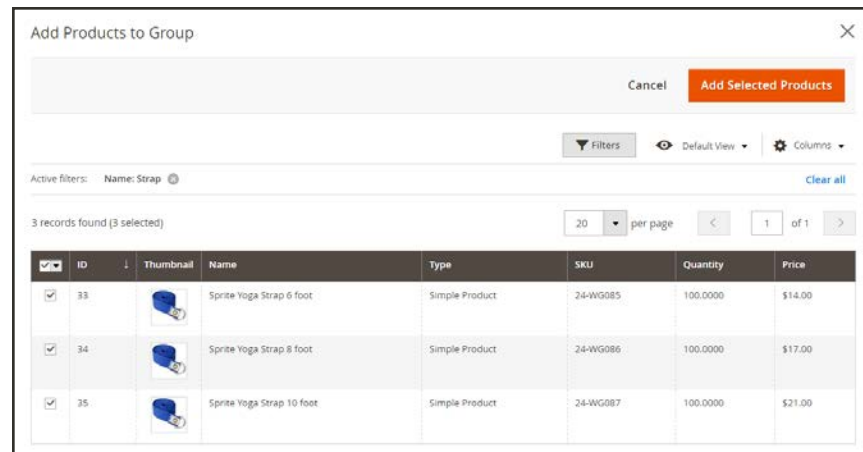 Add Products to Group
Cancel Add Selected Products
Filters Default View Columns
Active filters: Name: Strap Clear all
3 records found (3 selected) 20 per page 1 of 1
ID Thumbnail Name Type SKU Quantity Price
33 Sprite Yoga Strap 6 foot Simple Product 24-WG085 100.0000 $14.00
34 Sprite Yoga Strap 8 foot Simple Product 24-WG086 100.0000 $17.00
35 Sprite Yoga Strap 10 foot Simple Product 24-WG087 100.0000 $21.00